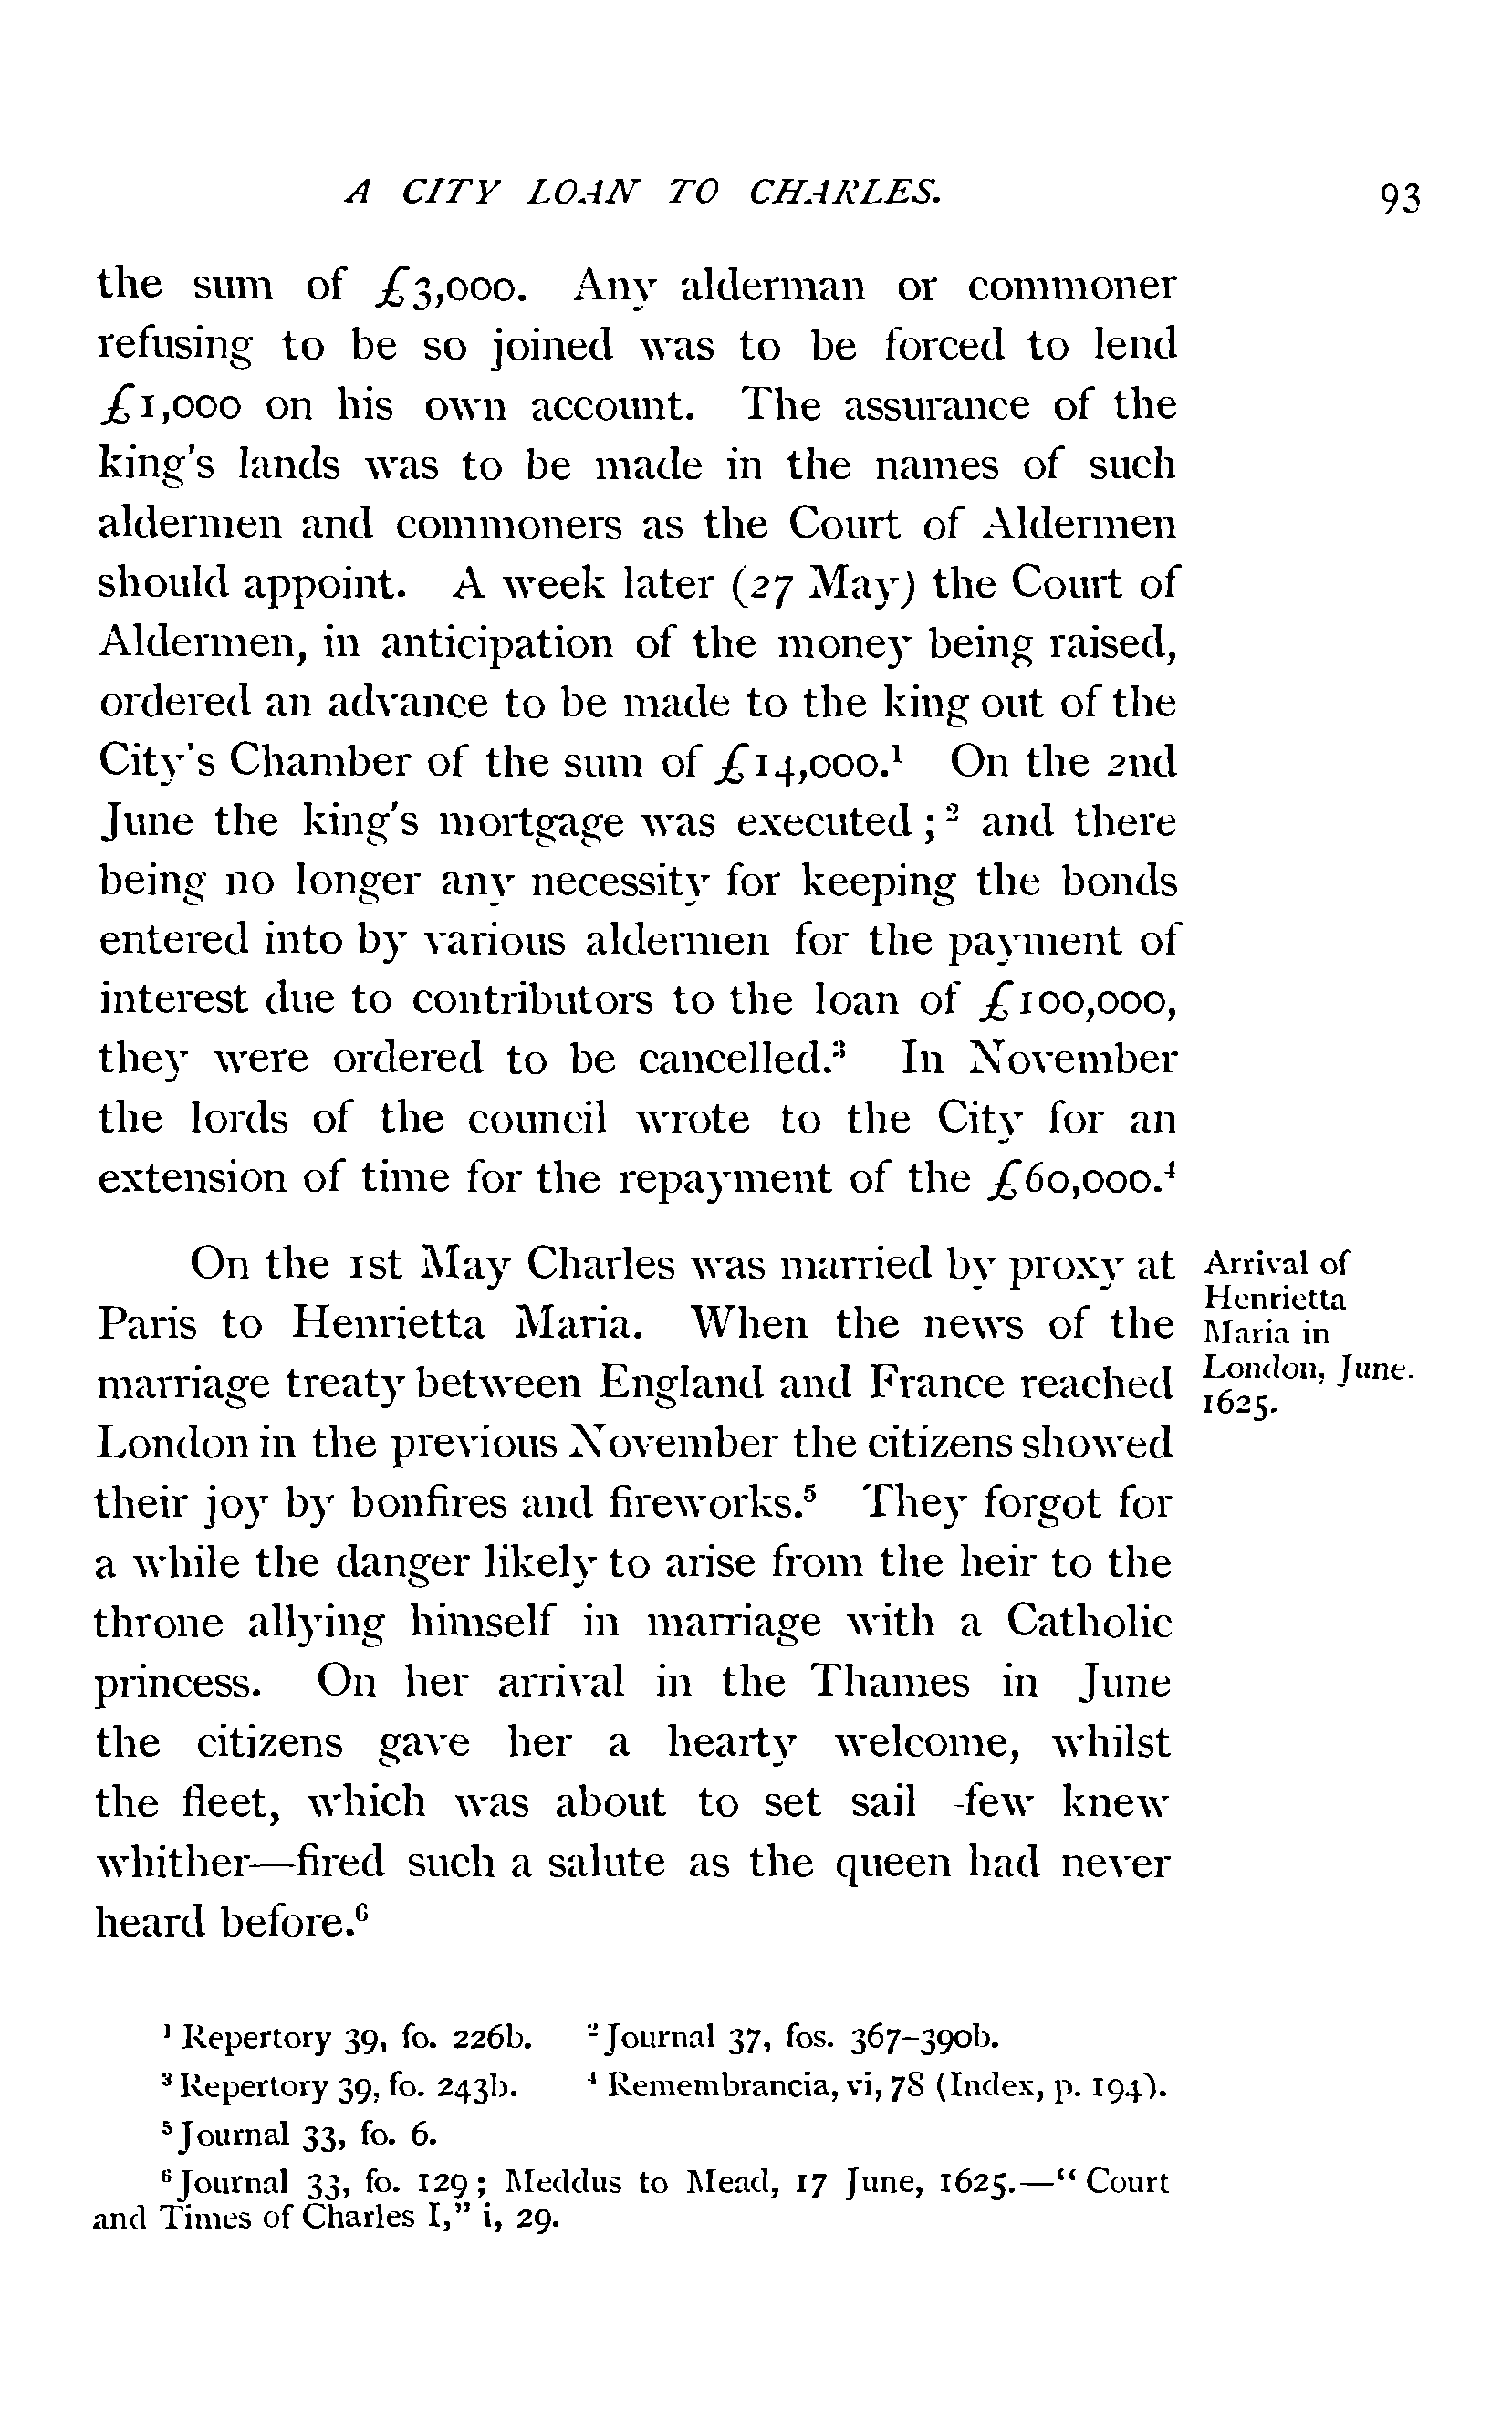 A CITY LOAN TO CHARLES. 93
the sum of £3,000. Any alderman or commoner
refusing to be so joined was to be forced to lend
£1,000 on his own account. The assurance of the
king's lands was to be made in the names of such
aldermen and commoners as the Court of Aldermen
should appoint. A week later (27 May) the Court of
Aldermen, in anticipation of the money being raised,
ordered an advance to be made to the king out of the
City's Chamber of the sum of £14,000.¹ On the 2nd
June the king's mortgage was executed;² and there
being no longer any necessity for keeping the bonds
entered into by various aldermen for the payment of
interest due to contributors to the loan of £100,000,
they were ordered to be cancelled.³ In November
the lords of the council wrote to the City for an
extension of time for the repayment of the £60,000.⁴
On the 1st May Charles was married by proxy at
Paris to Henrietta Maria. When the news of the
marriage treaty between England and France reached
London in the previous November the citizens showed
their joy by bonfires and fireworks.⁵ They forgot for
a while the danger likely to arise from the heir to the
throne allying himself in marriage with a Catholic
princess. On her arrival in the Thames in June
the citizens gave her a hearty welcome, whilst
the fleet, which was about to set sail -few knew
whither—fired such a salute as the queen had never
heard before.⁶
Arrival of
Henrietta
Maria in
London, June.
1625.
¹ Repertory 39, fo. 226b. ² Journal 37, fos. 367-390b.
³ Repertory 39, fo. 243b. ⁴ Remembrancia, vi, 78 (Index, p. 194).
⁵ Journal 33, fo. 6.
⁶ Journal 33, fo. 129; Meddus to Mead, 17 June, 1625.—"Court
and Times of Charles I," i, 29.